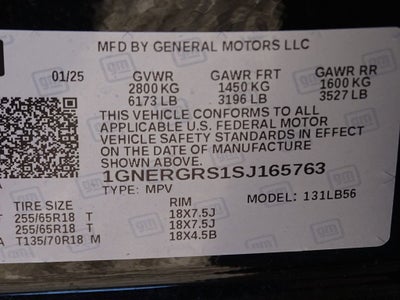 MFD BY GENERAL MOTORS LLC
01/25 GVWR GAWR FRT GAWR RR
2800 KG 1450 KG 1600 KG
6173 LB 3196 LB 3527 LB
THIS VEHICLE CONFORMS TO ALL
APPLICABLE U.S. FEDERAL MOTOR
VEHICLE SAFETY STANDARDS IN EFFECT
ON THE DATE OF MANUFACTURE
SHOWN ABOVE.
1GNERGRS1SJ165763
TYPE: MPV MODEL: 131LB56
TIRE SIZE RIM
255/65R18 T 18X7.5J
255/65R18 T 18X7.5J
T135/70R18 M 18X4.5B